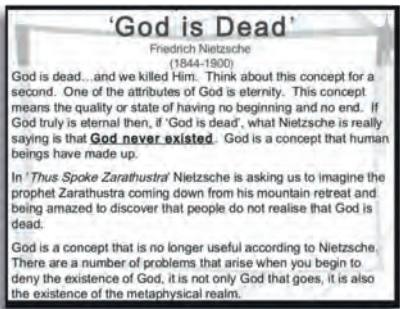 ‘God is Dead’
Friedrich Nietzsche
(1844-1900)
God is dead...and we killed Him. Think about this concept for a
second. One of the attributes of God is eternity. This concept
means the quality or state of having no beginning and no end. If
God truly is eternal then, if ‘God is dead’, what Nietzsche is really
saying is that God never existed. God is a concept that human
beings have made up.
In ‘Thus Spoke Zarathustra’ Nietzsche is asking us to imagine the
prophet Zarathustra coming down from his mountain retreat and
being amazed to discover that people do not realise that God is
dead.
God is a concept that is no longer useful according to Nietzsche.
There are a number of problems that arise when you begin to
deny the existence of God, it is not only God that goes, it is also
the existence of the metaphysical realm.